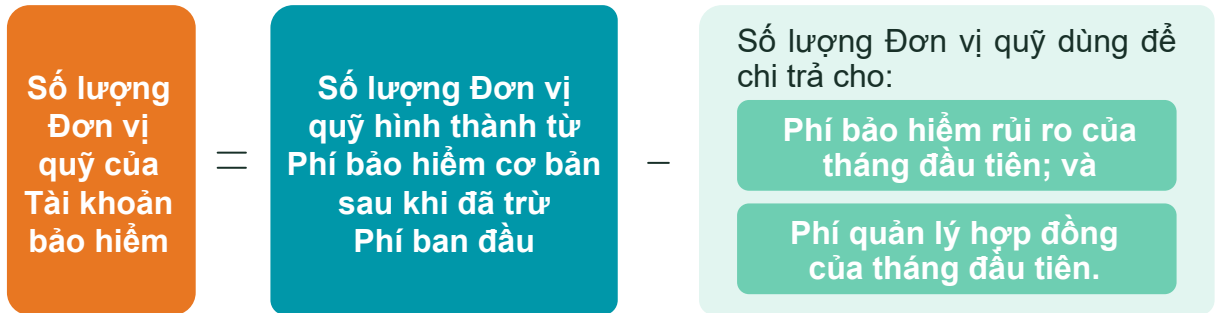 Số lượng
Đơn vị
quỹ của
Tài khoản
bảo hiểm
=
Số lượng Đơn vị
quỹ hình thành từ
Phí bảo hiểm cơ bản
sau khi đã trừ
Phí ban đầu
–
Số lượng Đơn vị quỹ dùng để
chi trả cho:
Phí bảo hiểm rủi ro của
tháng đầu tiên; và
Phí quản lý hợp đồng
của tháng đầu tiên.